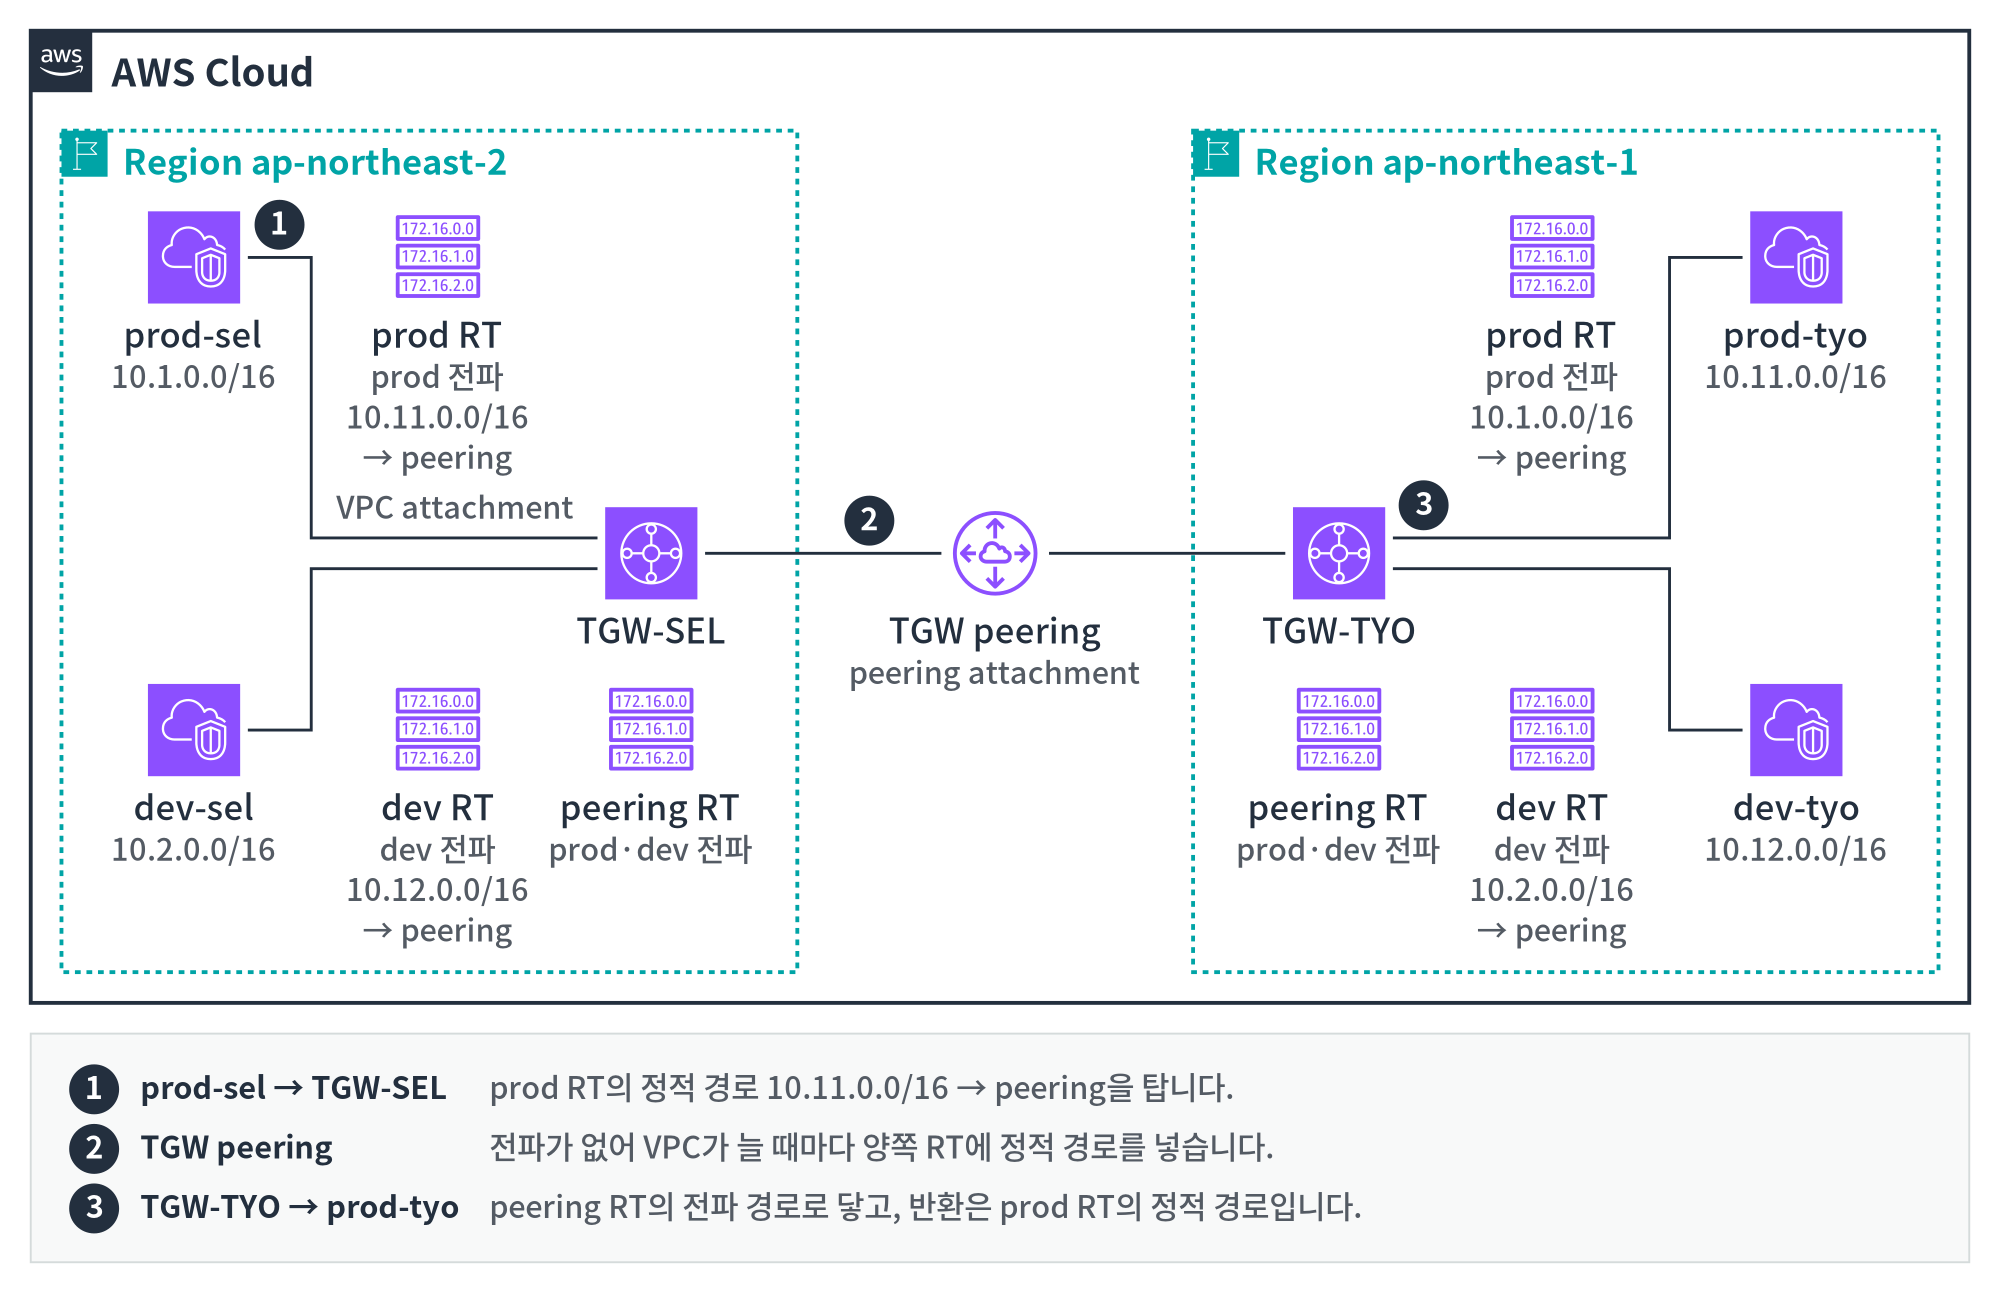 aws
AWS Cloud
Region ap-northeast-2
1
prod-sel
10.1.0.0/16
172.16.0.0
172.16.1.0
172.16.2.0
prod RT
prod 전파
10.11.0.0/16
→ peering
VPC attachment
TGW-SEL
dev-sel
10.2.0.0/16
172.16.0.0
172.16.1.0
172.16.2.0
dev RT
dev 전파
10.12.0.0/16
→ peering
172.16.0.0
172.16.1.0
172.16.2.0
peering RT
prod·dev 전파
2
TGW peering
peering attachment
Region ap-northeast-1
172.16.0.0
172.16.1.0
172.16.2.0
prod RT
prod 전파
10.1.0.0/16
→ peering
prod-tyo
10.11.0.0/16
3
TGW-TYO
172.16.0.0
172.16.1.0
172.16.2.0
peering RT
prod·dev 전파
172.16.0.0
172.16.1.0
172.16.2.0
dev RT
dev 전파
10.2.0.0/16
→ peering
dev-tyo
10.12.0.0/16
1 prod-sel → TGW-SEL prod RT의 정적 경로 10.11.0.0/16 → peering을 탑니다.
2 TGW peering 전파가 없어 VPC가 늘 때마다 양쪽 RT에 정적 경로를 넣습니다.
3 TGW-TYO → prod-tyo peering RT의 전파 경로로 닿고, 반환은 prod RT의 정적 경로입니다.